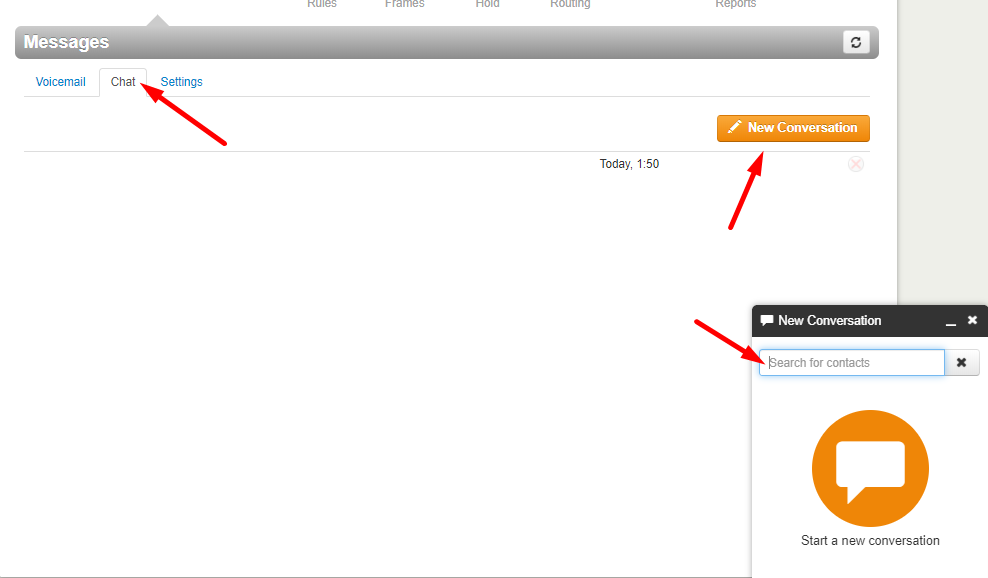 Rules Frames Hold Routing Reports
Messages
Voicemail Chat Settings
New Conversation
Today, 1:50
New Conversation
Search for contacts
Start a new conversation